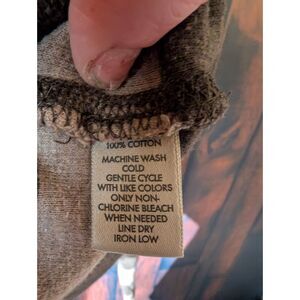 100% COTTON
MACHINE WASH
COLD
GENTLE CYCLE
WITH LIKE COLORS
ONLY NON-
CHLORINE BLEACH
WHEN NEEDED
LINE DRY
IRON LOW